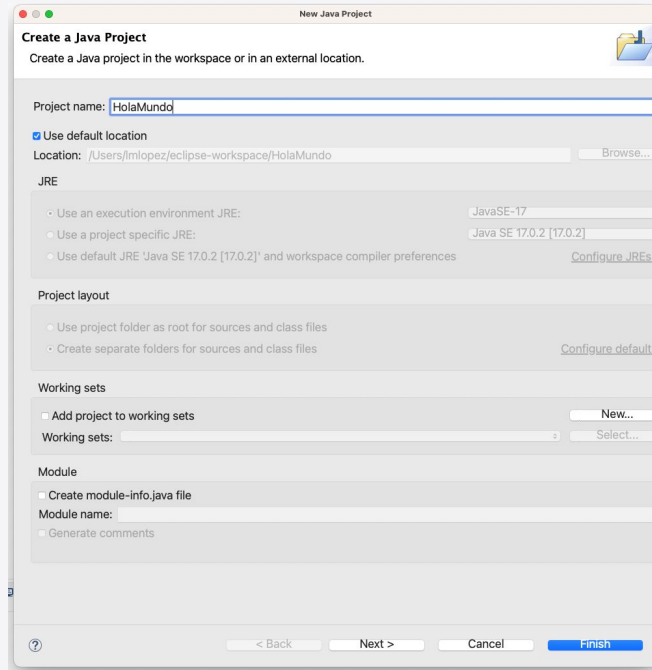 New Java Project
Create a Java Project
Create a Java project in the workspace or in an external location.
Project name: HolaMundo
Use default location
Location: /Users/lmlopez/eclipse-workspace/HolaMundo Browse...
JRE
Use an execution environment JRE: JavaSE-17
Use a project specific JRE: Java SE 17.0.2 [17.0.2]
Use default JRE 'Java SE 17.0.2 [17.0.2]' and workspace compiler preferences Configure JREs
Project layout
Use project folder as root for sources and class files
Create separate folders for sources and class files Configure default
Working sets
Add project to working sets New...
Working sets: Select...
Module
Create module-info.java file
Module name:
Generate comments
? < Back Next > Cancel Finish